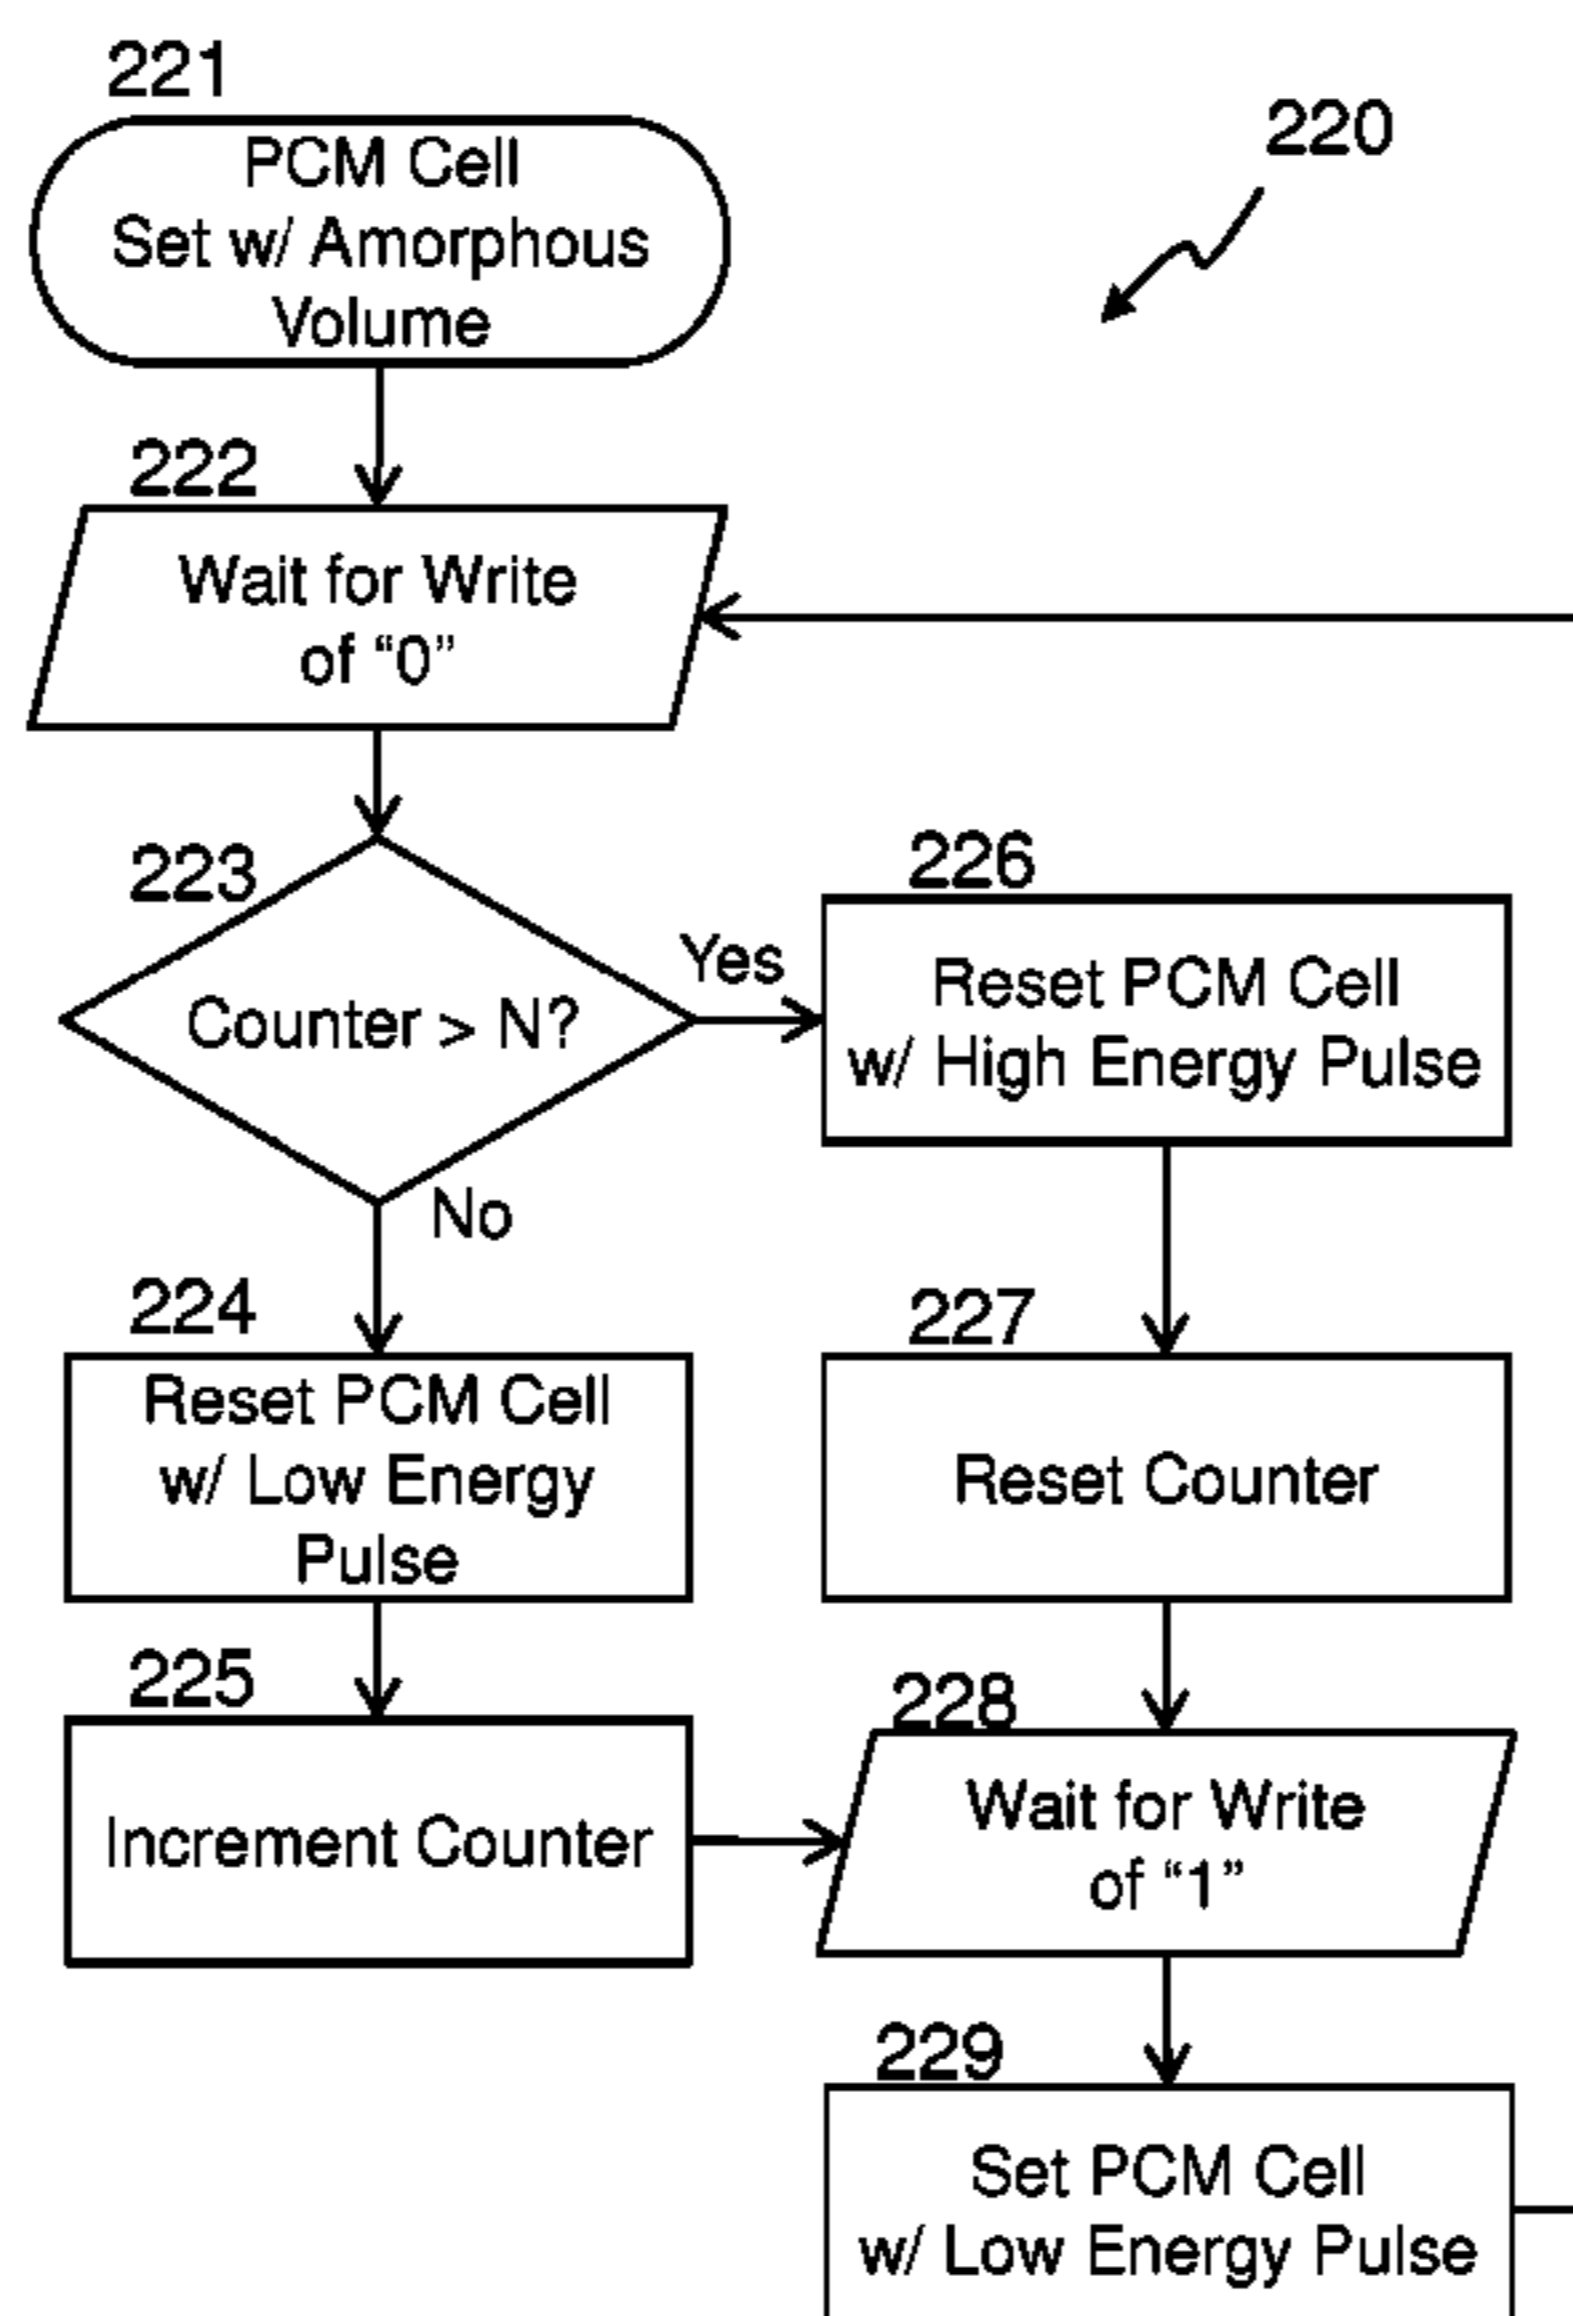 221
PCM Cell
Set w/ Amorphous
Volume
220
222
Wait for Write
of “0”
223
Counter > N?
Yes
No
226
Reset PCM Cell
w/ High Energy Pulse
224
Reset PCM Cell
w/ Low Energy
Pulse
227
Reset Counter
225
Increment Counter
228
Wait for Write
of “1”
229
Set PCM Cell
w/ Low Energy Pulse